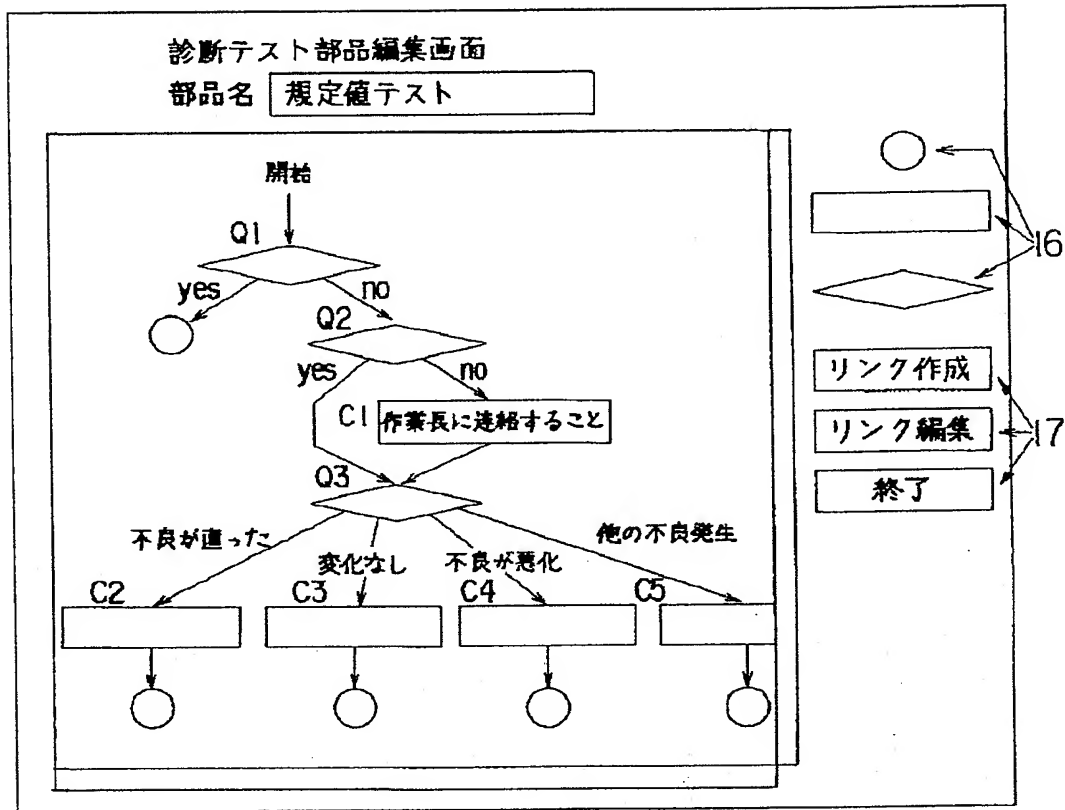 診断テスト部品編集画面
部品名 規定値テスト
開始
Q1
yes
no
Q2
yes
no
C1 作業長に連絡すること
Q3
不良が直った
変化なし
不良が悪化
他の不良発生
C2
C3
C4
C5
16
リンク作成
リンク編集
終了
17